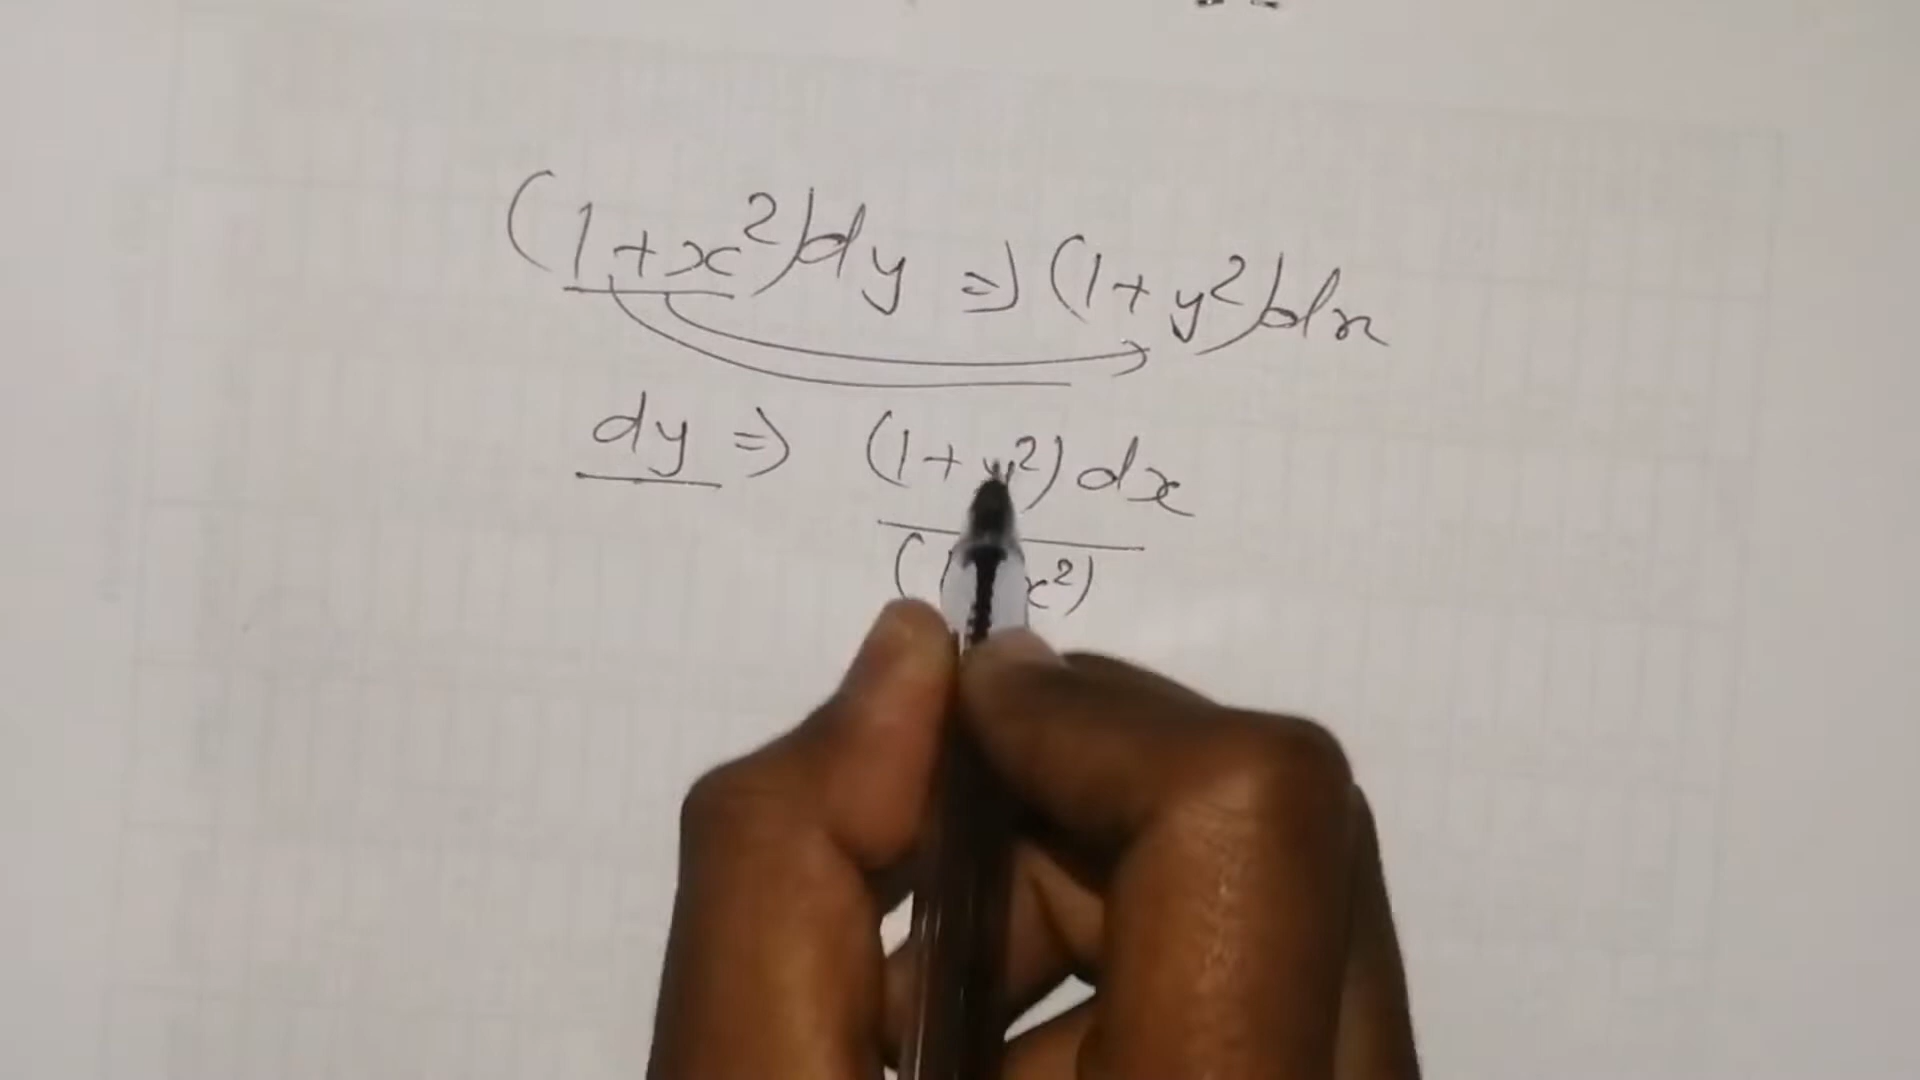 (1+x²)dy ⇒ (1+y²)dx
dy ⇒ (1+y²) dx
(1 x²)